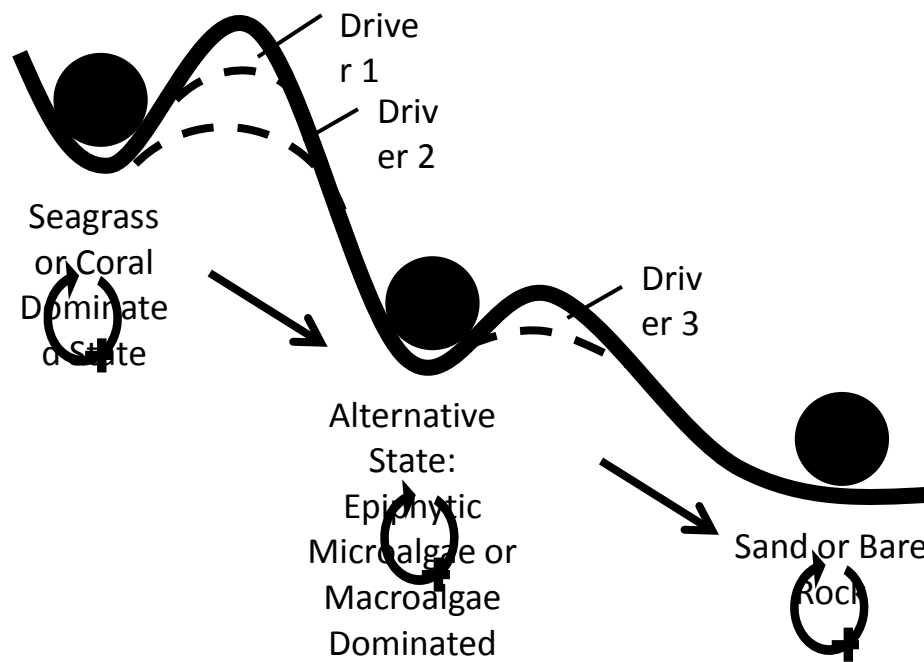 Drive
r 1
Driv
er 2
Seagrass
or Coral
Dominate
d State
Driv
er 3
Alternative
State:
Epiphytic
Microalgae or
Macroalgae
Dominated
Sand or Bare
Rock